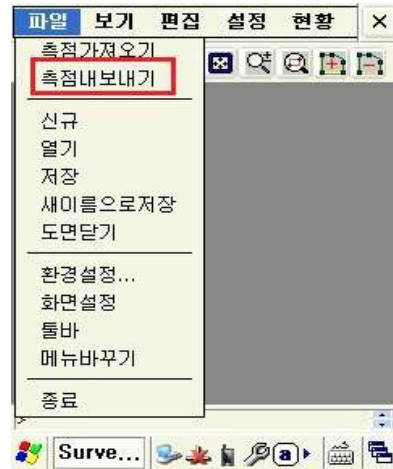 파일 보기 편집 설정 현황 ×
측점가져오기
측점내보내기
신규
열기
저장
새이름으로저장
도면닫기
환경설정...
화면설정
툴바
메뉴바꾸기
종료
>
Surve... a